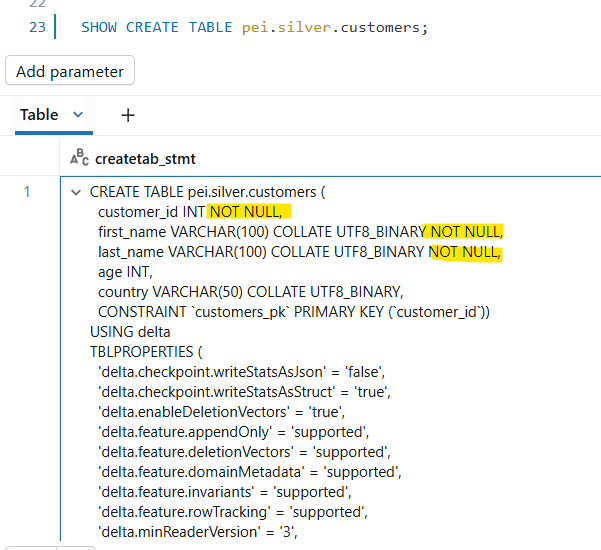 22
23 SHOW CREATE TABLE pei.silver.customers;
Add parameter
Table
ABC createtab_stmt
1 CREATE TABLE pei.silver.customers (
customer_id INT NOT NULL,
first_name VARCHAR(100) COLLATE UTF8_BINARY NOT NULL,
last_name VARCHAR(100) COLLATE UTF8_BINARY NOT NULL,
age INT,
country VARCHAR(50) COLLATE UTF8_BINARY,
CONSTRAINT `customers_pk` PRIMARY KEY (`customer_id`))
USING delta
TBLPROPERTIES (
'delta.checkpoint.writeStatsAsJson' = 'false',
'delta.checkpoint.writeStatsAsStruct' = 'true',
'delta.enableDeletionVectors' = 'true',
'delta.feature.appendOnly' = 'supported',
'delta.feature.deletionVectors' = 'supported',
'delta.feature.domainMetadata' = 'supported',
'delta.feature.invariants' = 'supported',
'delta.feature.rowTracking' = 'supported',
'delta.minReaderVersion' = '3',